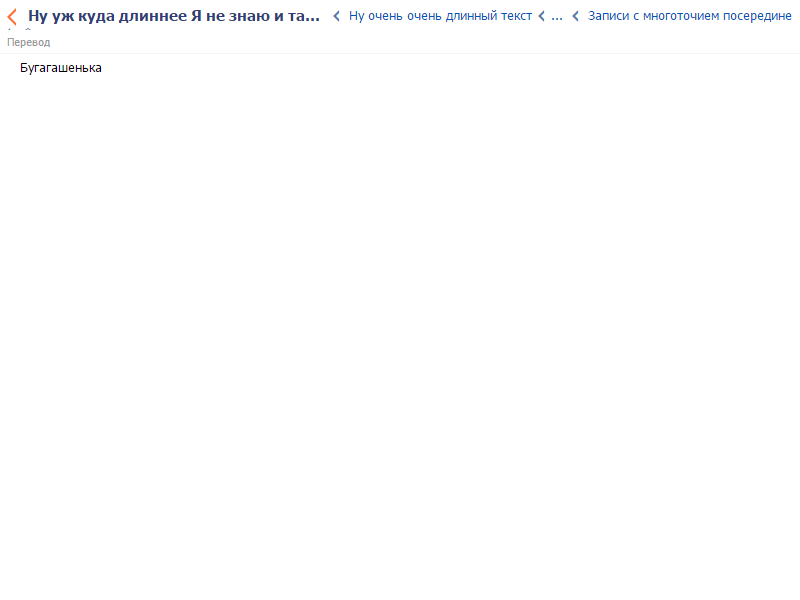 Ну уж куда длиннее Я не знаю и та... Ну очень очень длинный текст ... Записи с многоточием посередине
Перевод
Бугагашенька